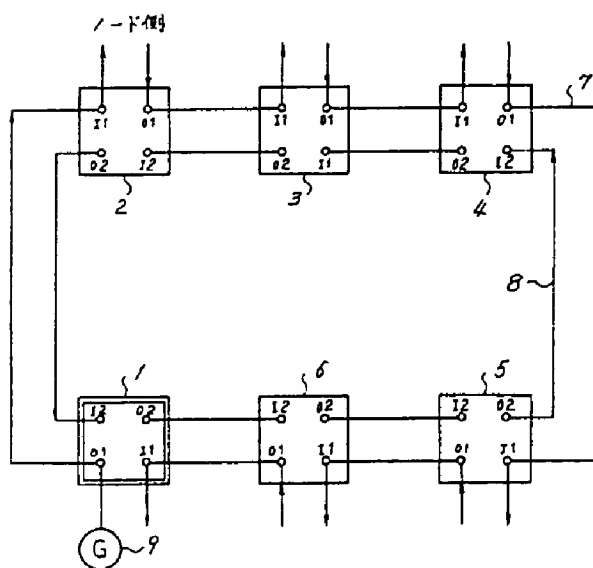 ノード側
I1 O1 I1 O1 I1 O1 7
O2 I2 O2 I1 O2 I2
2 3 4
8
1 6 5
I2 O2 I2 O2 I2 O2
O1 I1 O1 I1 O1 I1
G 9